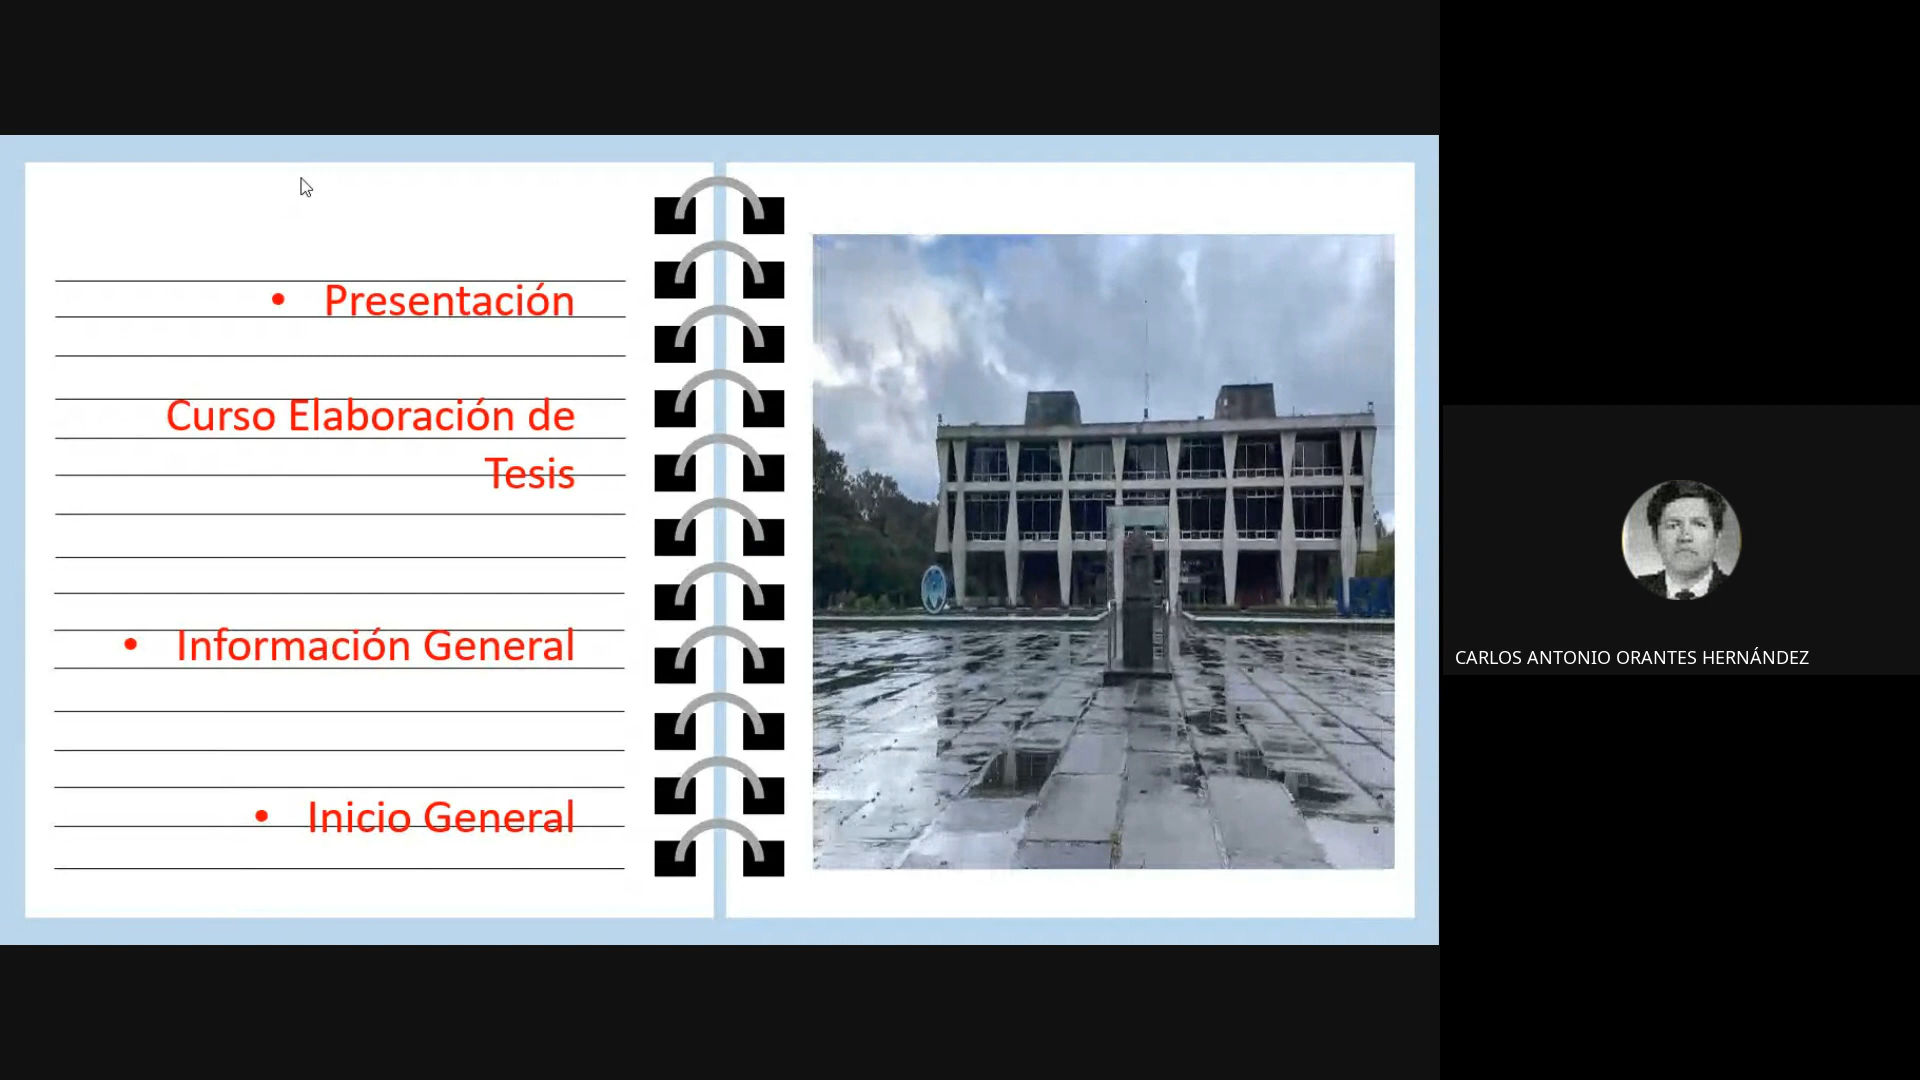 • Presentación
Curso Elaboración de
Tesis
• Información General
• Inicio General
CARLOS ANTONIO ORANTES HERNÁNDEZ